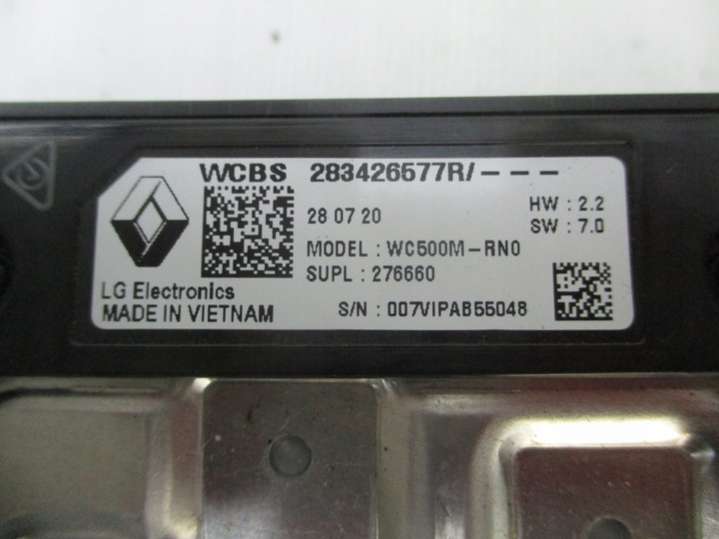 WCBS 283426577R/---
28 07 20
HW : 2.2
SW : 7.0
MODEL : WC500M-RN0
SUPL : 276660
LG Electronics
MADE IN VIETNAM
S/N : 007VIPAB55048